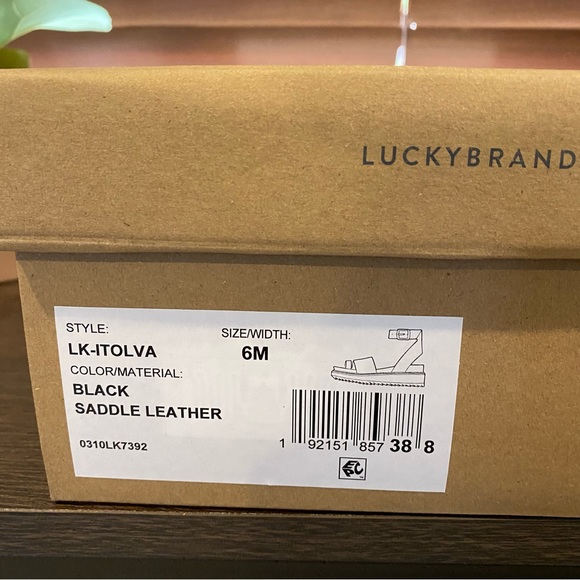 LUCKYBRAND
STYLE:
SIZE/WIDTH:
LK-ITOLVA
6M
COLOR/MATERIAL:
BLACK
SADDLE LEATHER
0310LK7392
1 92151 857 38 8